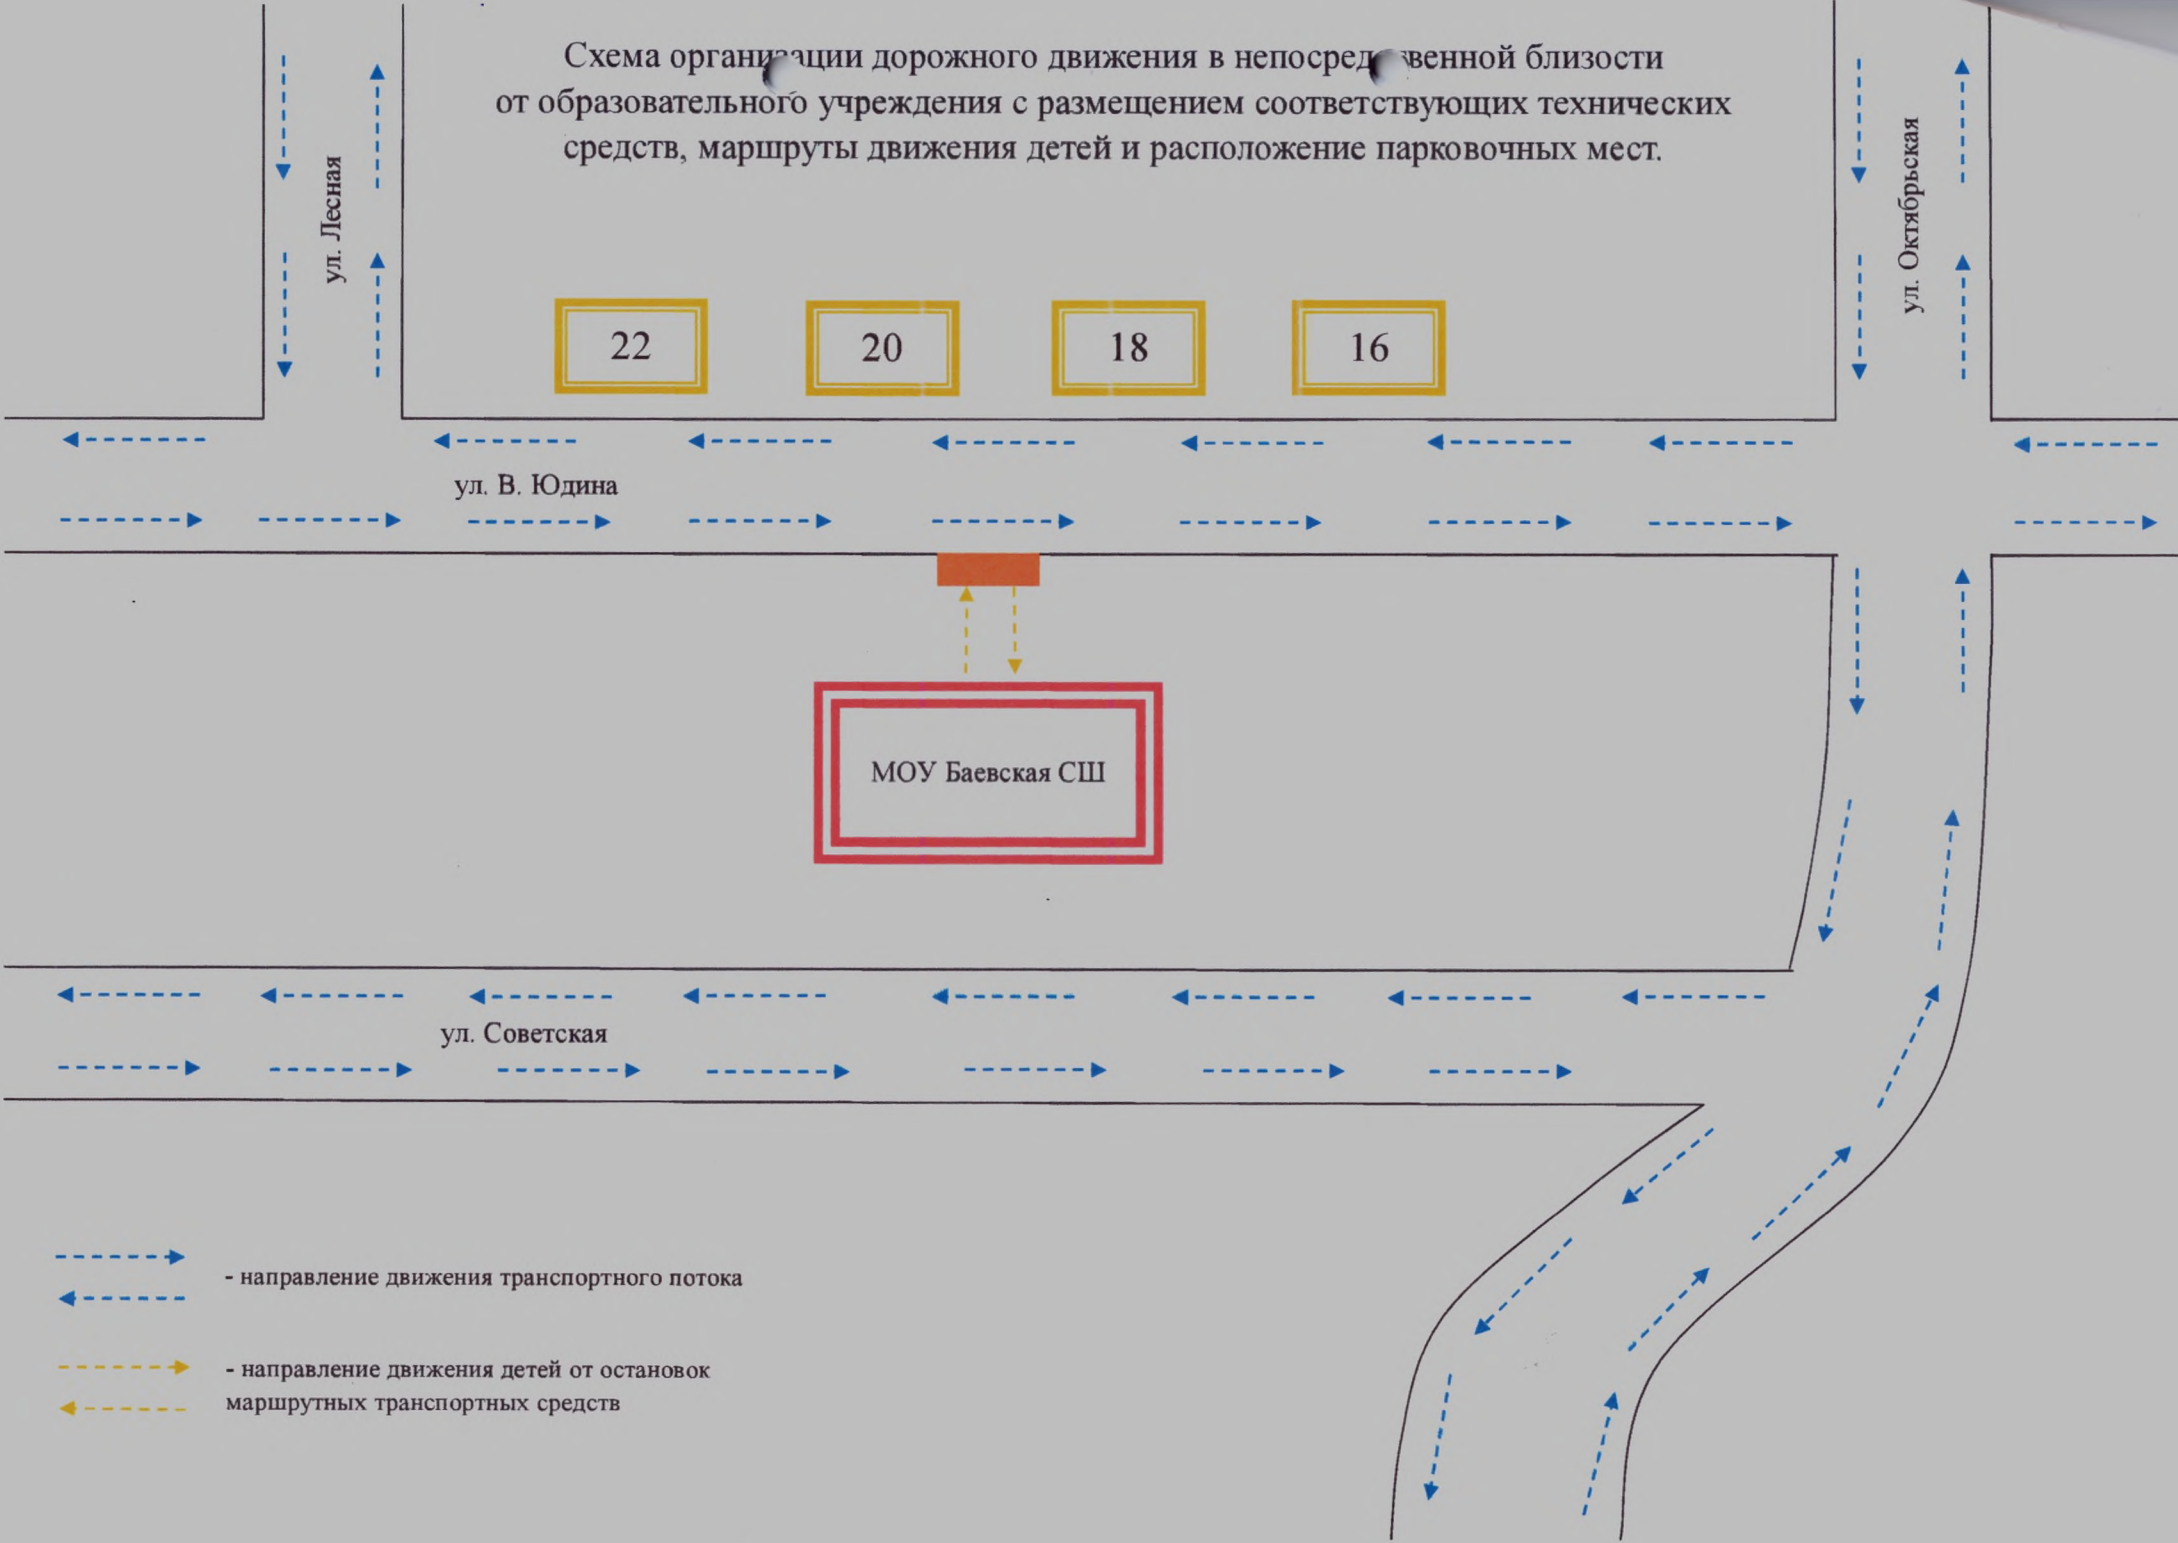 Схема организации дорожного движения в непосредственной близости
от образовательного учреждения с размещением соответствующих технических
средств, маршруты движения детей и расположение парковочных мест.
ул. Лесная
ул. Октябрьская
22
20
18
16
ул. В. Юдина
МОУ Баевская СШ
ул. Советская
- направление движения транспортного потока
- направление движения детей от остановок
маршрутных транспортных средств